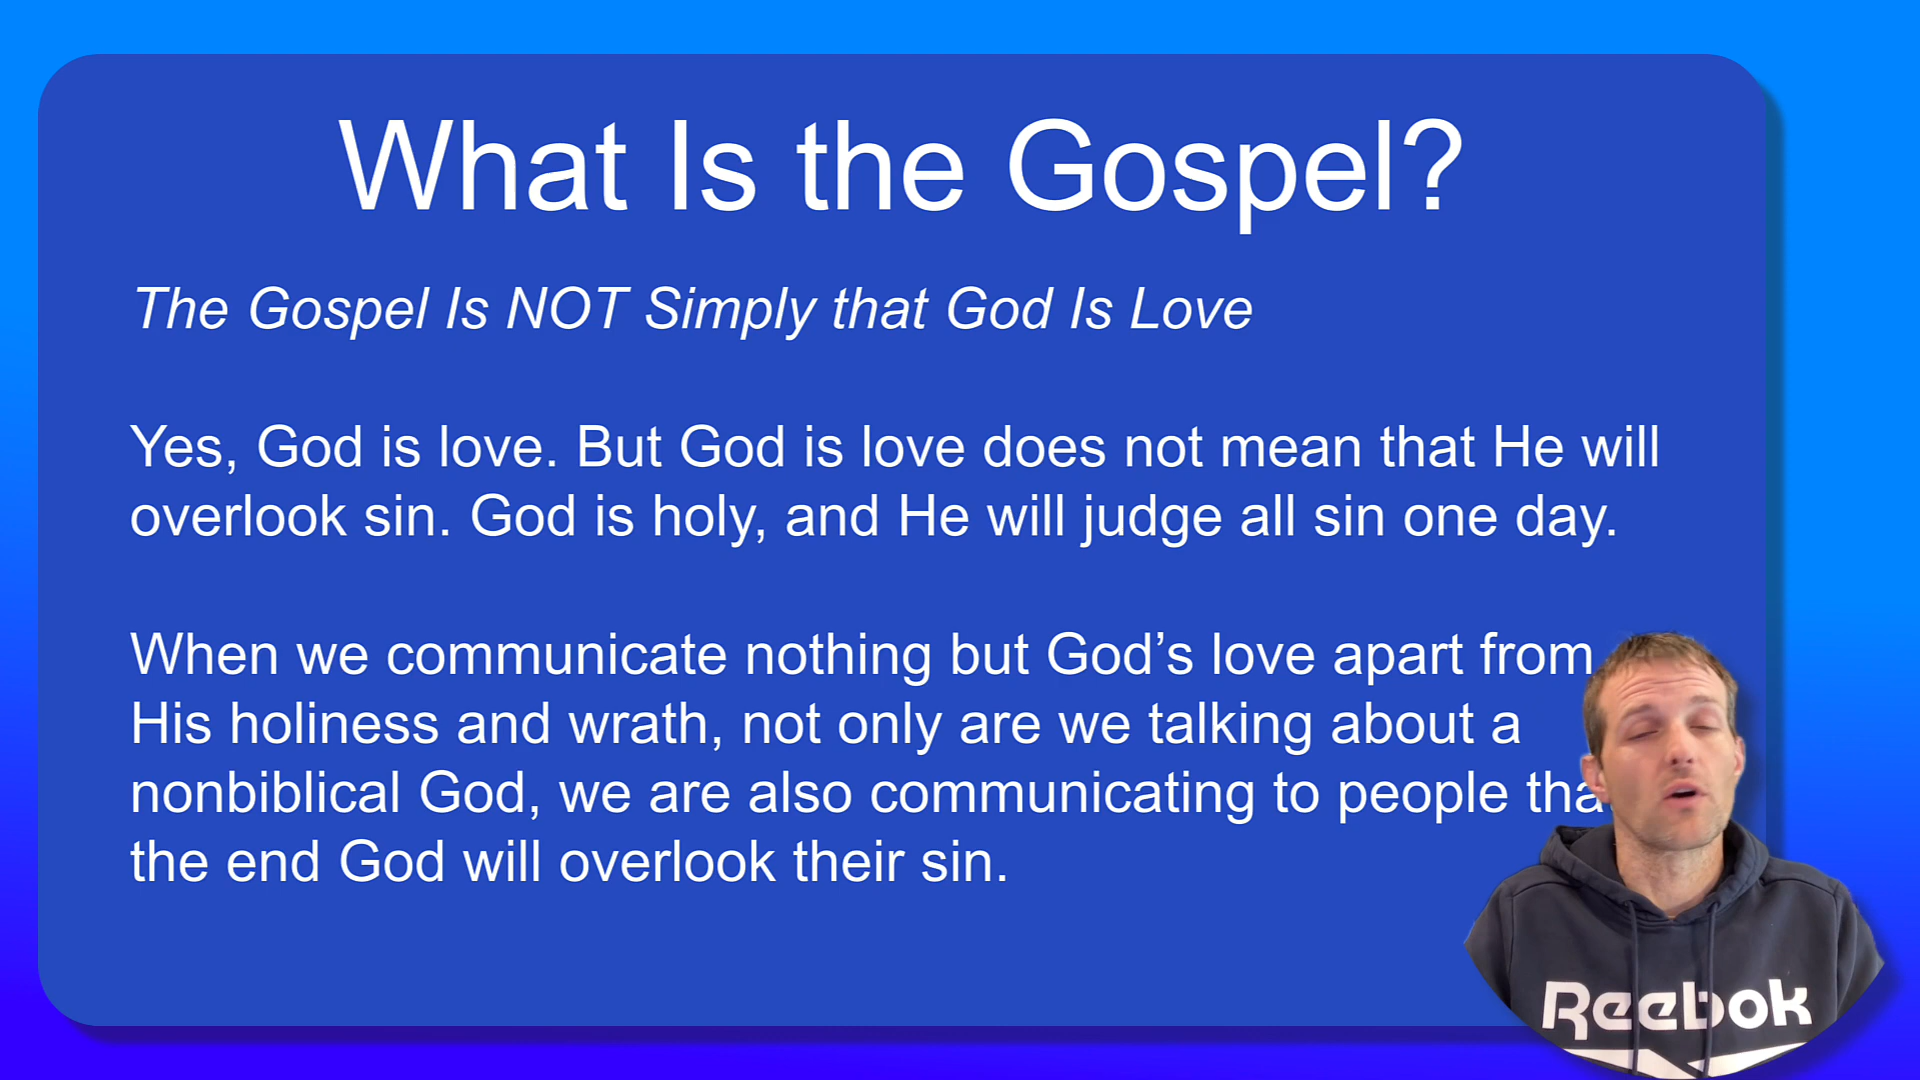 What Is the Gospel?
The Gospel Is NOT Simply that God Is Love
Yes, God is love. But God is love does not mean that He will
overlook sin. God is holy, and He will judge all sin one day.
When we communicate nothing but God’s love apart from
His holiness and wrath, not only are we talking about a
nonbiblical God, we are also communicating to people
the end God will overlook their sin.
Reebok